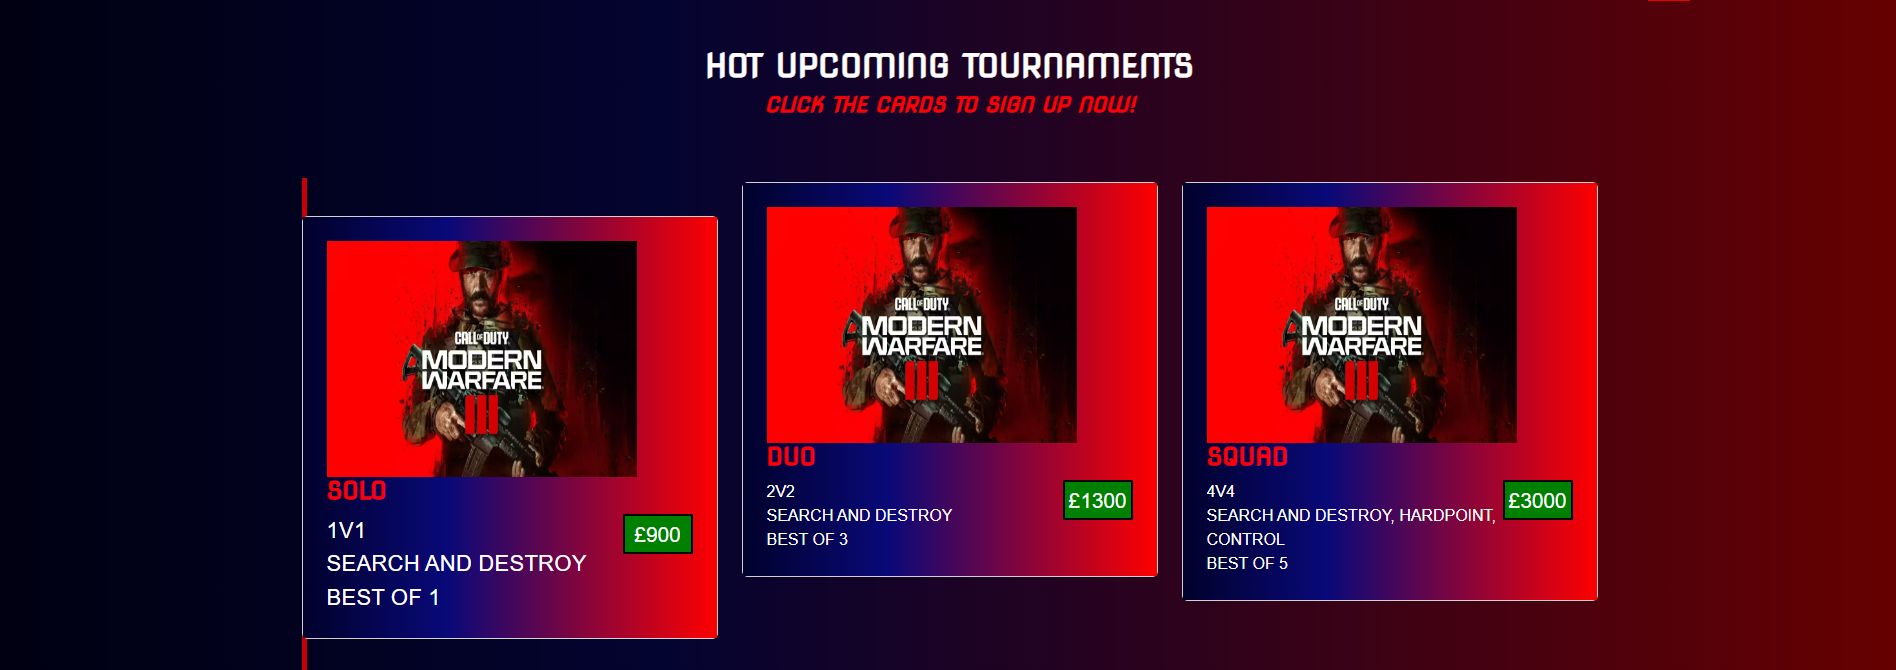 HOT UPCOMING TOURNAMENTS
CLICK THE CARDS TO SIGN UP NOW!
CALL OF DUTY
MODERN
WARFARE
III
SOLO
1V1
£900
SEARCH AND DESTROY
BEST OF 1
CALL OF DUTY
MODERN
WARFARE
III
DUO
2V2
£1300
SEARCH AND DESTROY
BEST OF 3
CALL OF DUTY
MODERN
WARFARE
III
SQUAD
4V4
£3000
SEARCH AND DESTROY, HARDPOINT,
CONTROL
BEST OF 5